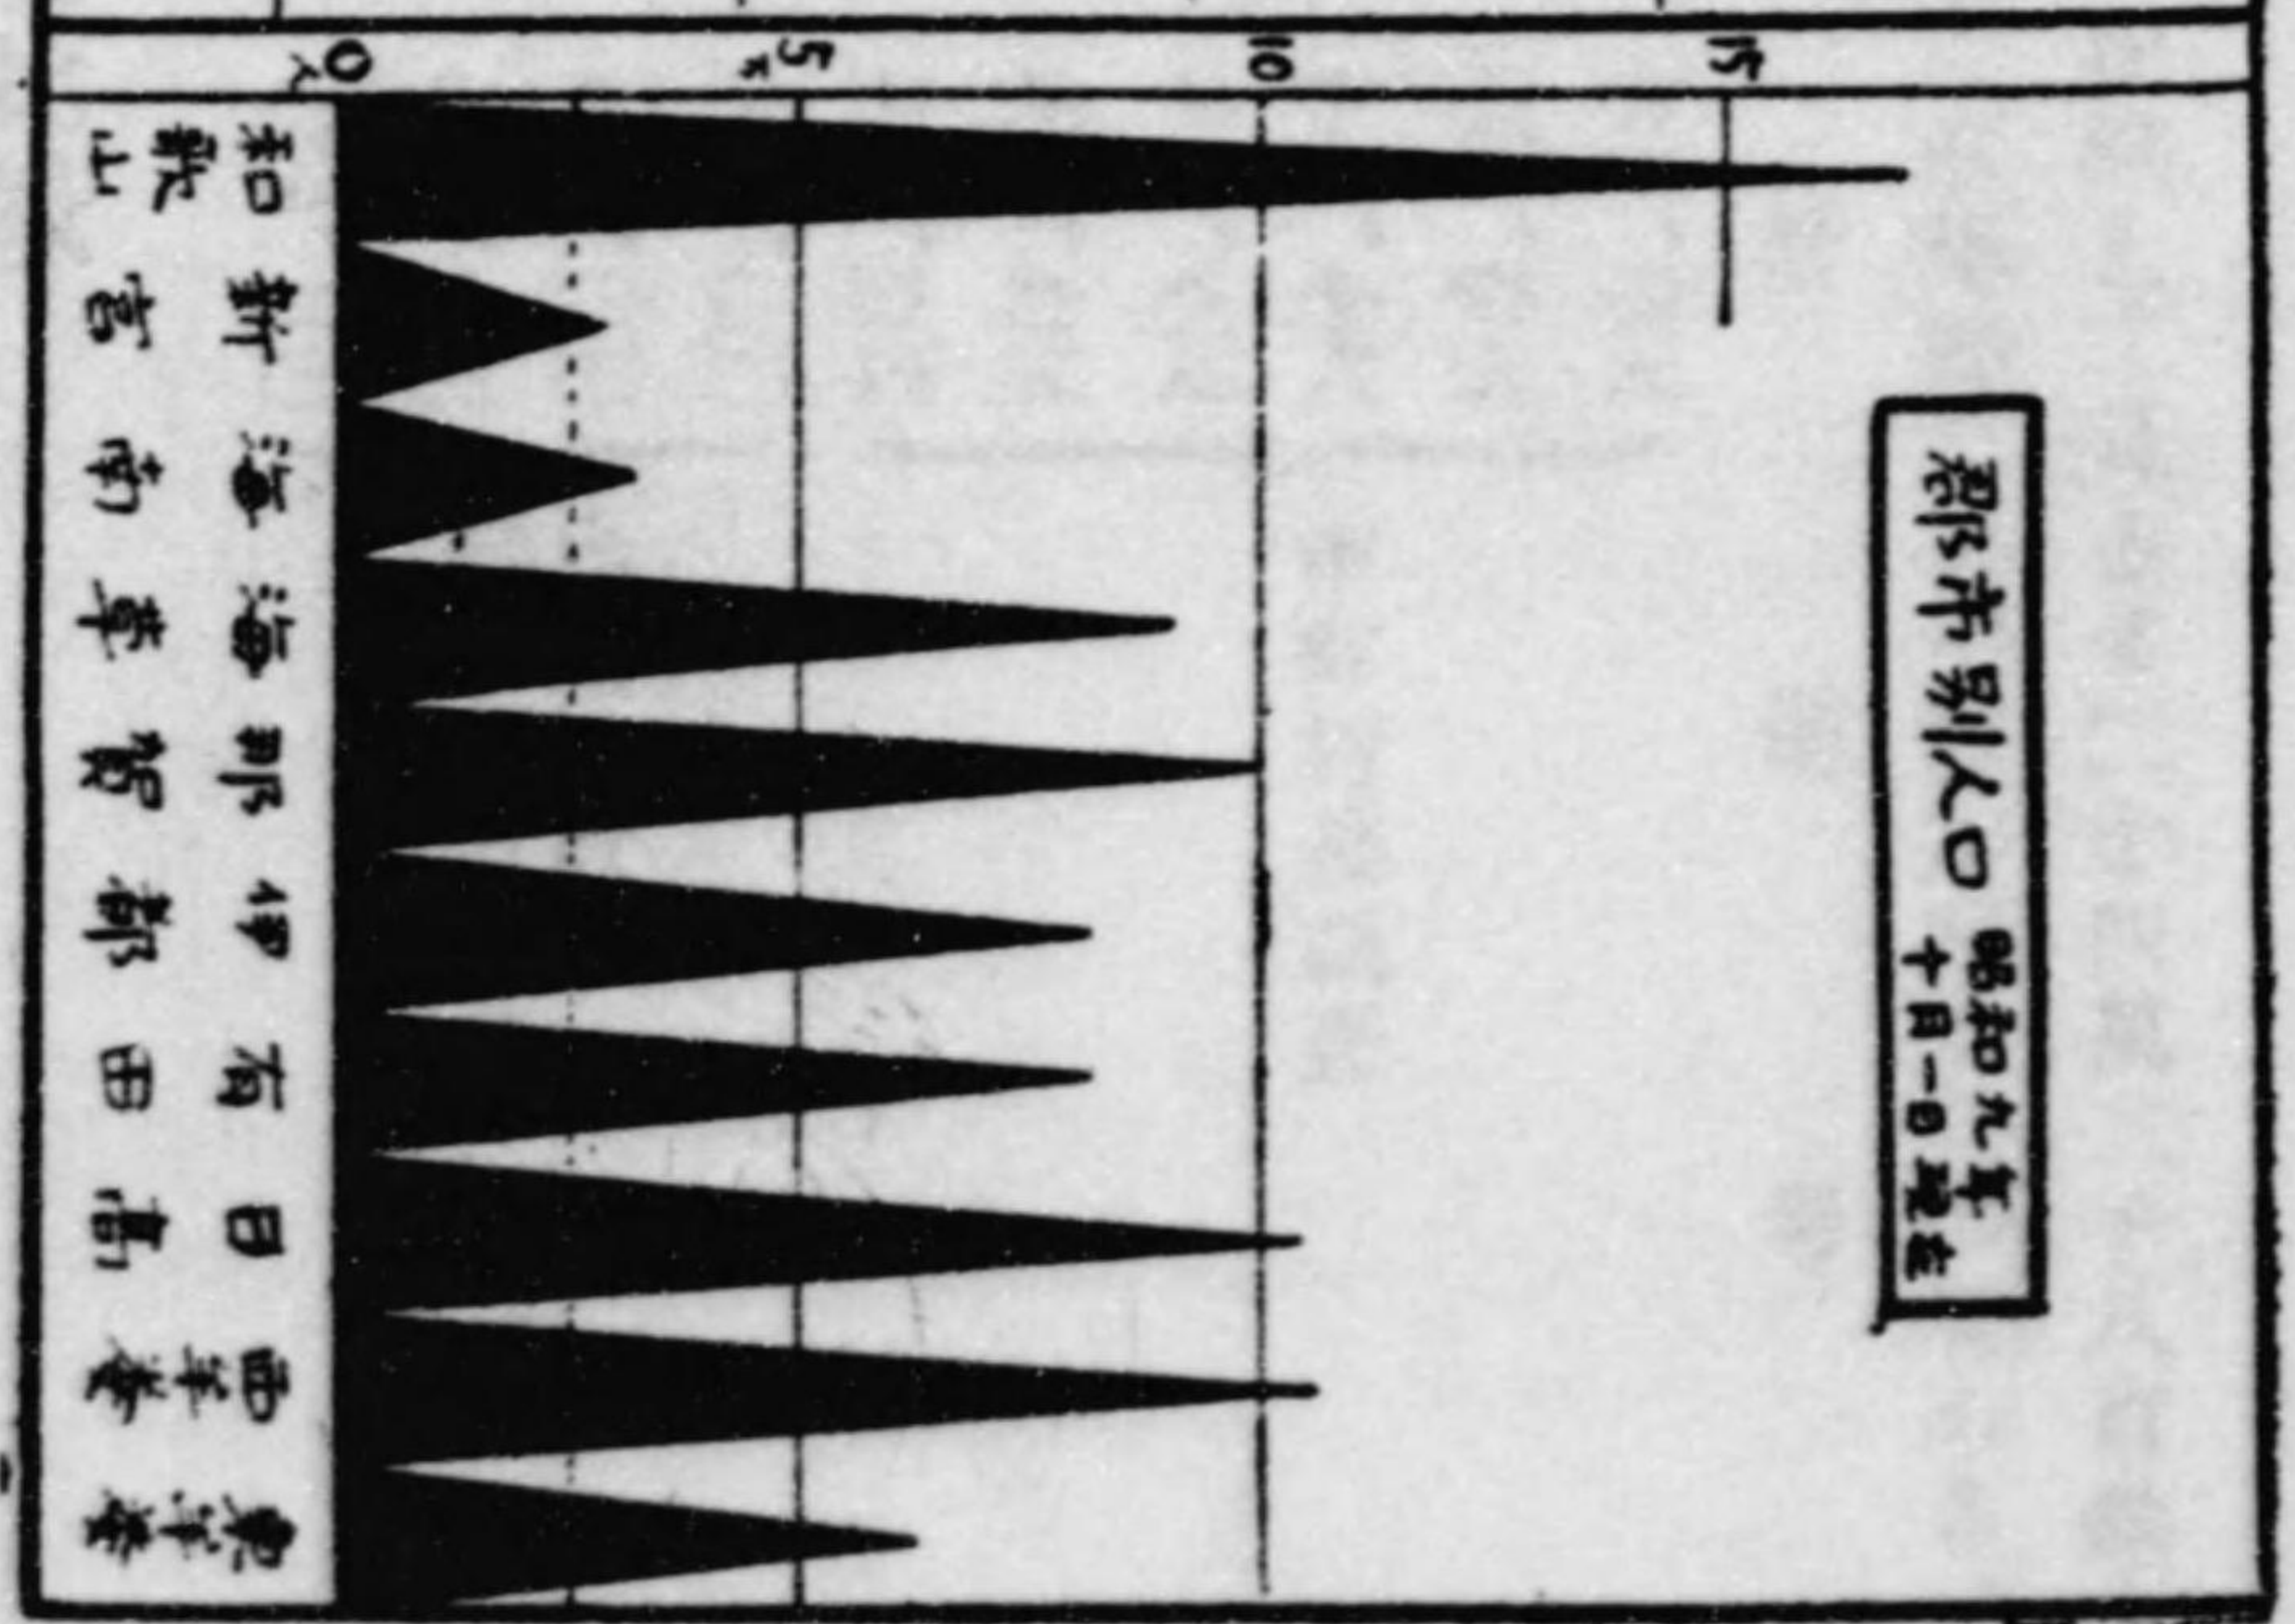 郡市別人口
昭和九年
十月一日現在
0人
5万
10
15
和歌山
新宮
海南
海草
那賀
伊都
有田
日高
西牟婁
東牟婁